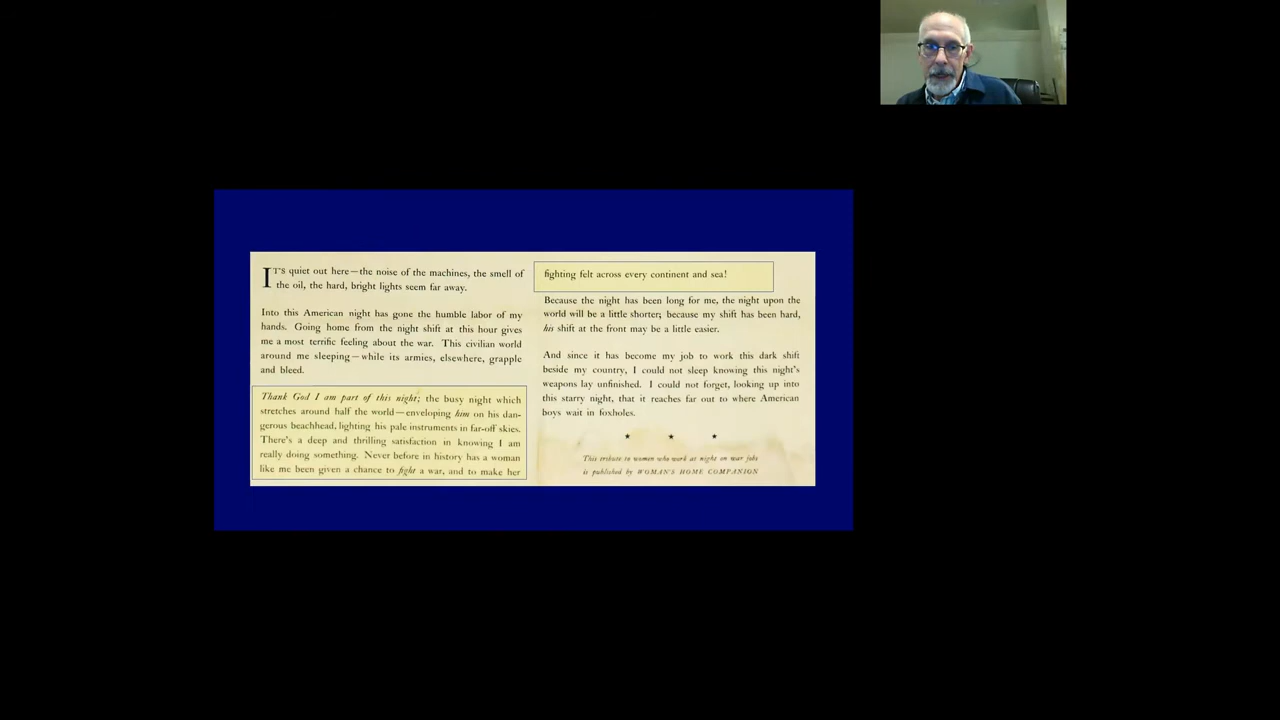 IT'S quiet out here—the noise of the machines, the smell of
the oil, the hard, bright lights seem far away.
Into this American night has gone the humble labor of my
hands. Going home from the night shift at this hour gives
me a most terrific feeling about the war. This civilian world
around me sleeping—while its armies, elsewhere, grapple
and bleed.
Thank God I am part of this night; the busy night which
stretches around half the world—enveloping him on his dan-
gerous beachhead, lighting his pale instruments in far-off skies.
There's a deep and thrilling satisfaction in knowing I am
really doing something. Never before in history has a woman
like me been given a chance to fight a war, and to make her
fighting felt across every continent and sea!
Because the night has been long for me, the night upon the
world will be a little shorter; because my shift has been hard,
his shift at the front may be a little easier.
And since it has become my job to work this dark shift
beside my country, I could not sleep knowing this night's
weapons lay unfinished. I could not forget, looking up into
this starry night, that it reaches far out to where American
boys wait in foxholes.
This tribute to women who work at night on war jobs
is published by WOMAN'S HOME COMPANION